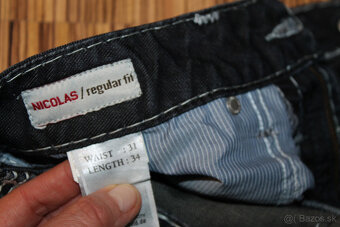 NICOLAS / regular fit
WAIST : 31
LENGTH : 34
Bazos.sk